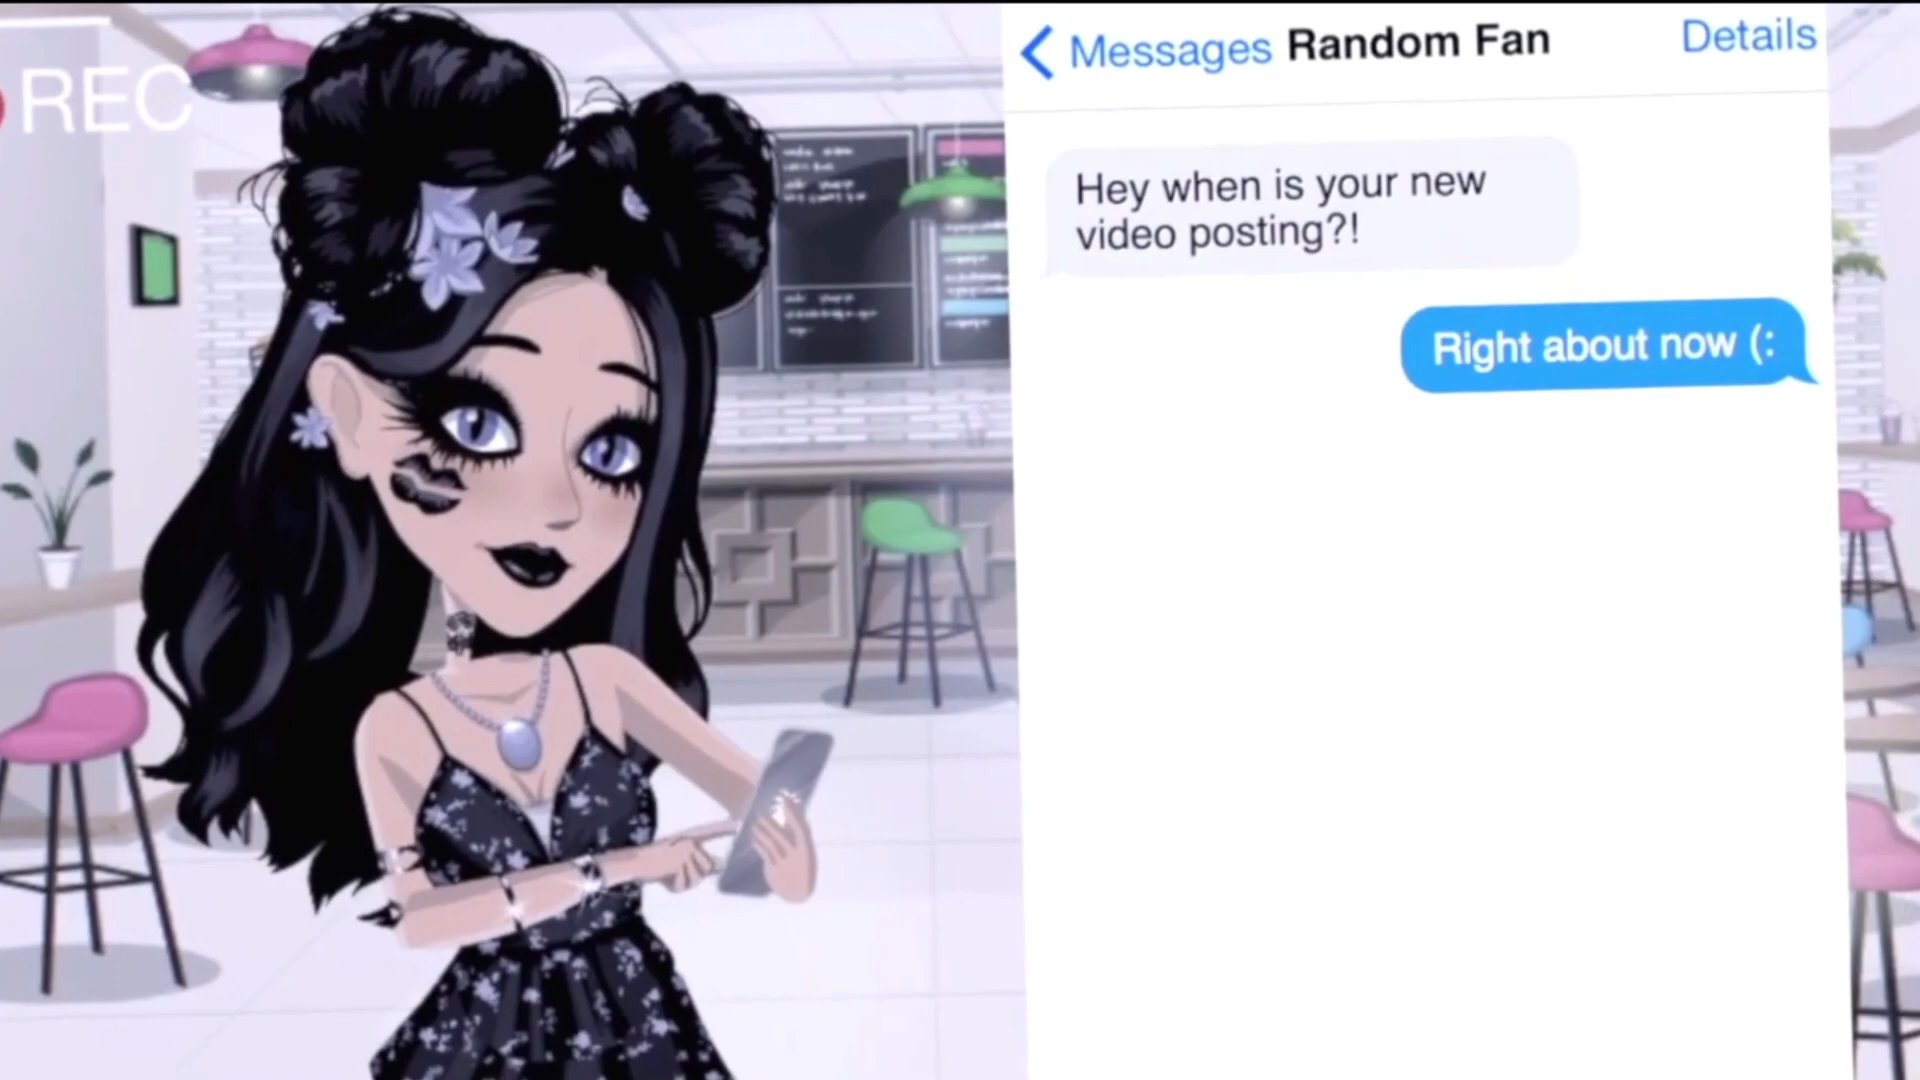 REC
Messages Random Fan Details
Hey when is your new
video posting?!
Right about now (: